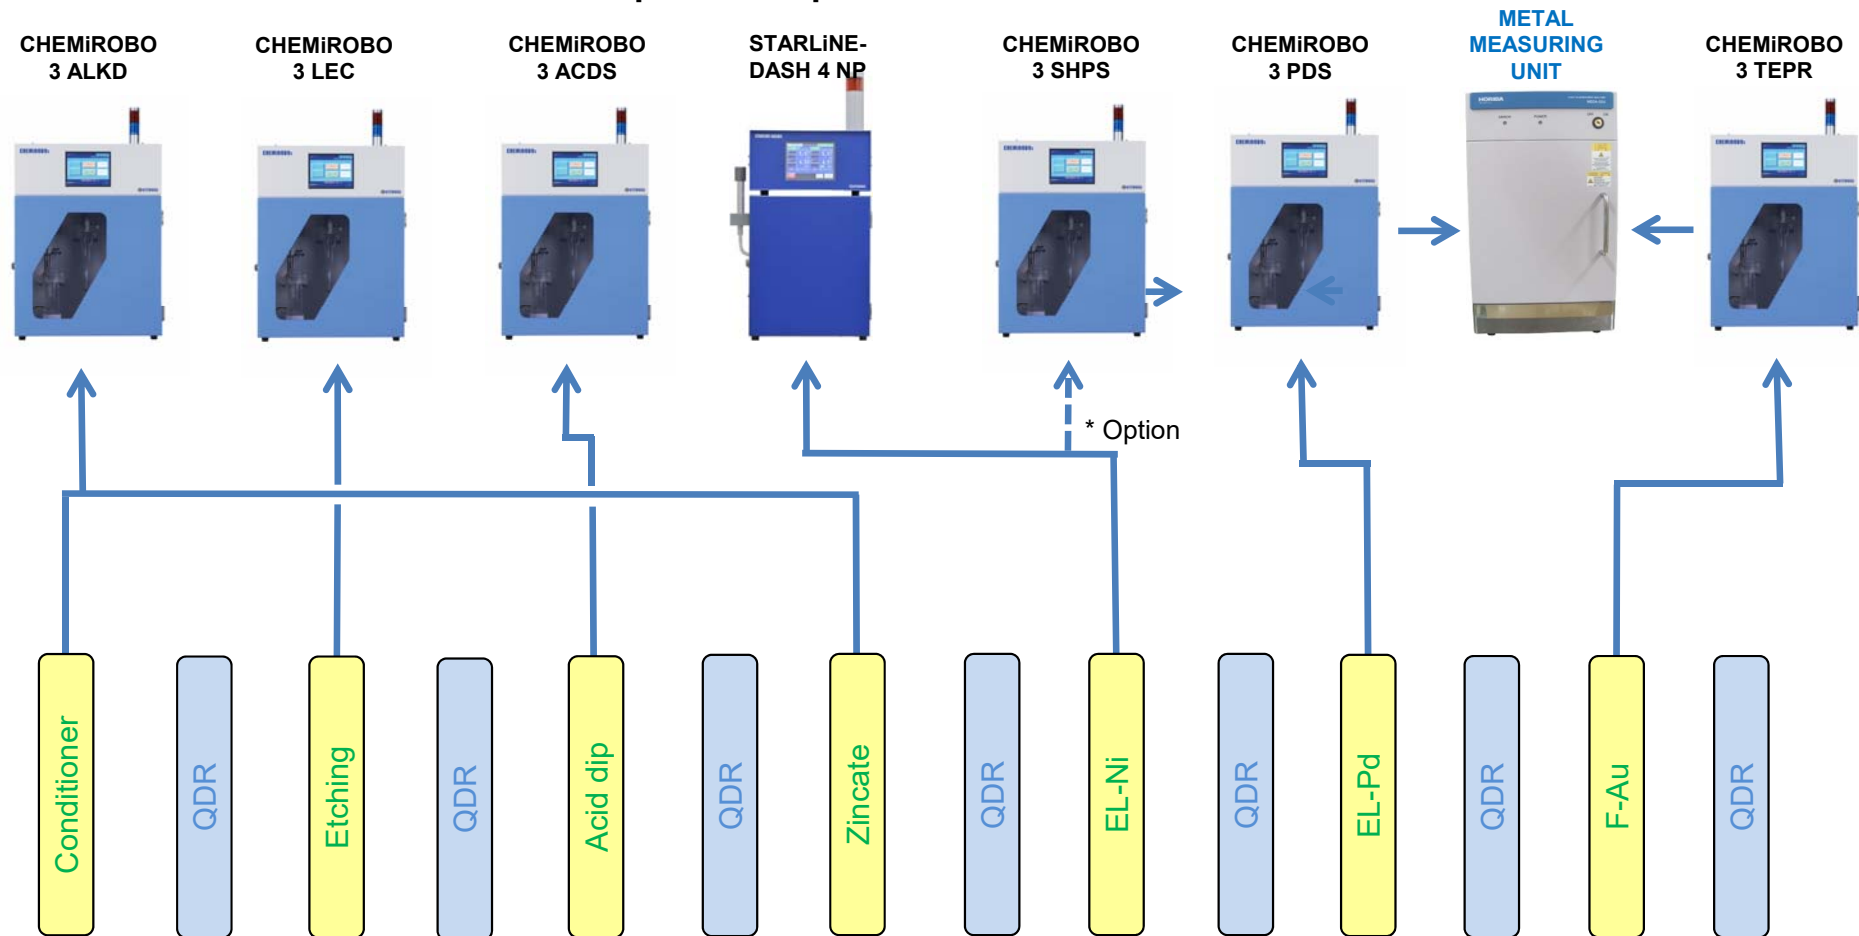 CHEMiROBO
3 ALKD
CHEMiROBO
3 LEC
CHEMiROBO
3 ACDS
STARLiNE-
DASH 4 NP
CHEMiROBO
3 SHPS
CHEMiROBO
3 PDS
METAL
MEASURING
UNIT
CHEMiROBO
3 TEPR
HORIBA
* Option
Conditioner
QDR
Etching
QDR
Acid dip
QDR
Zincate
QDR
EL-Ni
QDR
EL-Pd
QDR
F-Au
QDR